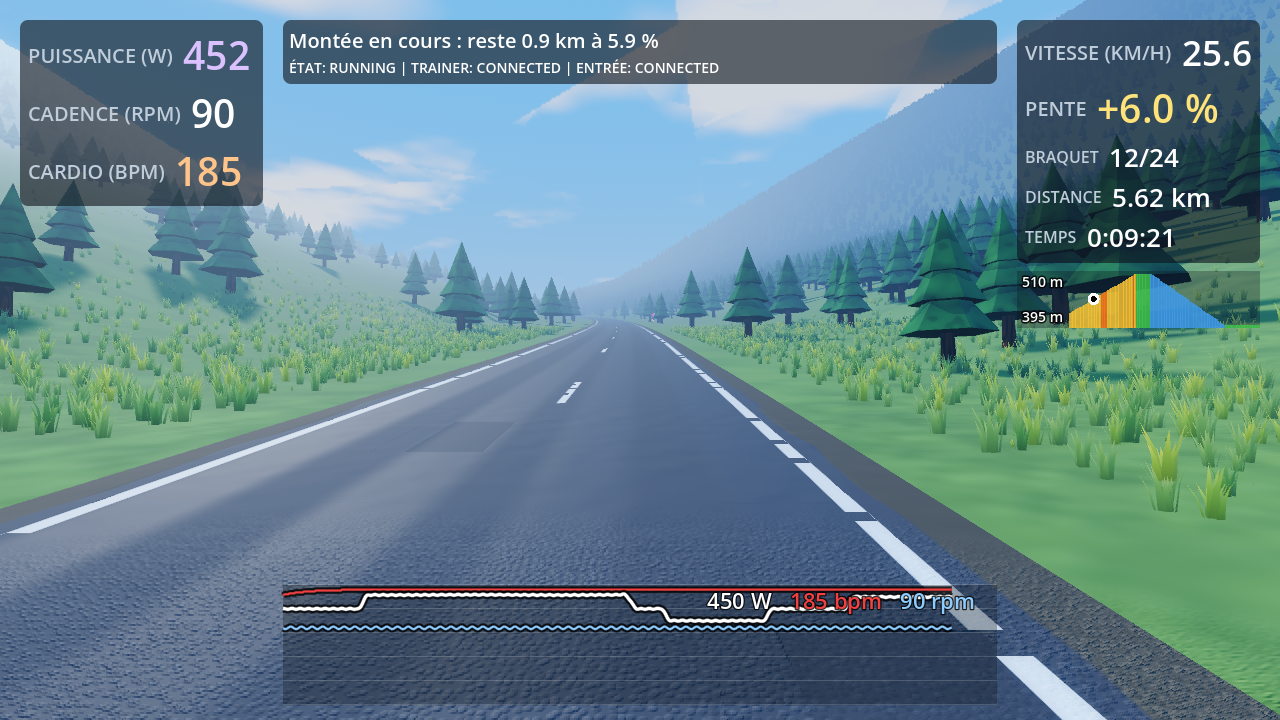 PUISSANCE (W) 452
CADENCE (RPM) 90
CARDIO (BPM) 185
Montée en cours : reste 0.9 km à 5.9 %
ÉTAT: RUNNING | TRAINER: CONNECTED | ENTRÉE: CONNECTED
VITESSE (KM/H) 25.6
PENTE +6.0 %
BRAQUET 12/24
DISTANCE 5.62 km
TEMPS 0:09:21
510 m
395 m
450 W 185 bpm 90 rpm